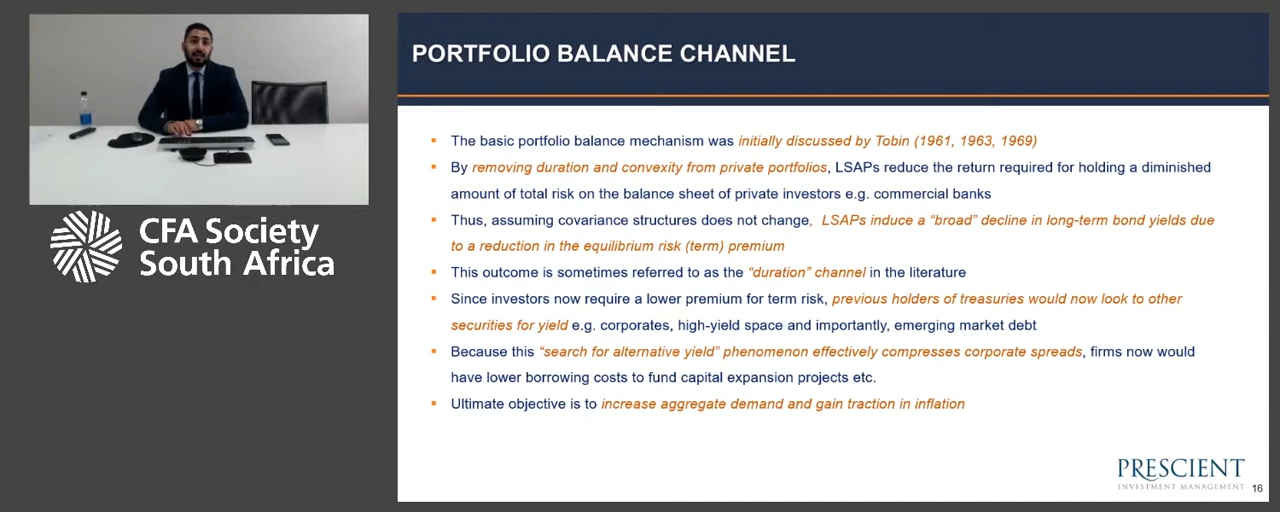 PORTFOLIO BALANCE CHANNEL
The basic portfolio balance mechanism was initially discussed by Tobin (1961, 1963, 1969)
By removing duration and convexity from private portfolios, LSAPs reduce the return required for holding a diminished
amount of total risk on the balance sheet of private investors e.g. commercial banks
Thus, assuming covariance structures does not change, LSAPs induce a “broad” decline in long-term bond yields due
to a reduction in the equilibrium risk (term) premium
This outcome is sometimes referred to as the “duration” channel in the literature
Since investors now require a lower premium for term risk, previous holders of treasuries would now look to other
securities for yield e.g. corporates, high-yield space and importantly, emerging market debt
Because this “search for alternative yield” phenomenon effectively compresses corporate spreads, firms now would
have lower borrowing costs to fund capital expansion projects etc.
Ultimate objective is to increase aggregate demand and gain traction in inflation
CFA Society
South Africa
PRESCIENT
INVESTMENT MANAGEMENT
16